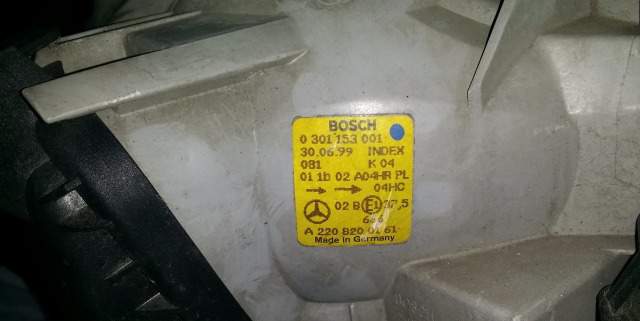 BOSCH
0 301 153 001
30.06.99 INDEX
081 K 04
01 1b 02 A04HR PL
04HC
02 B E1 37,5
A 220 820 01 61
Made in Germany